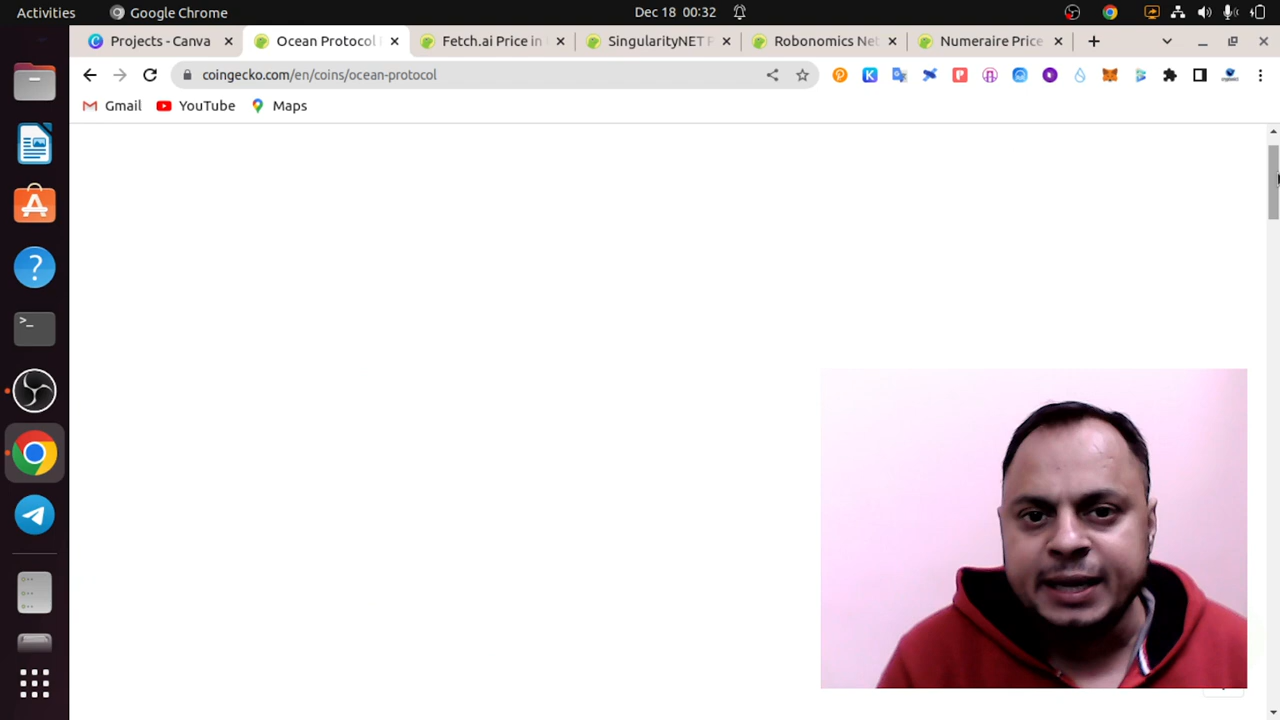 Activities
Google Chrome
Dec 18 00:32
Projects - Canva
Ocean Protocol
Fetch.ai Price in
SingularityNET P
Robonomics Net
Numeraire Price
coingecko.com/en/coins/ocean-protocol
Gmail
YouTube
Maps